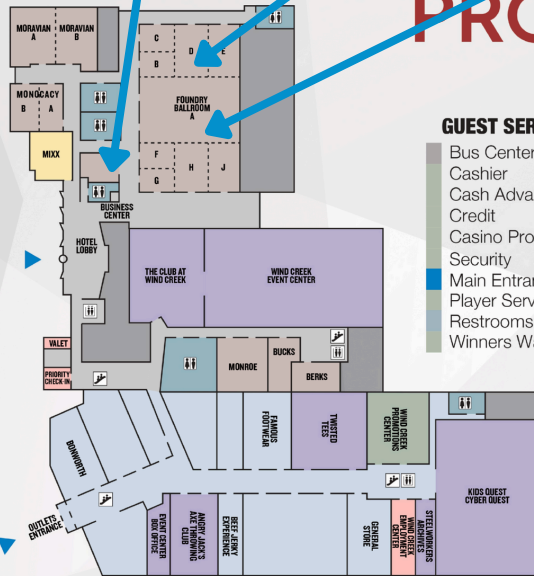 PRO
MORAVIAN
A
MORAVIAN
B
C
D
E
B
MONOCACY
B
A
FOUNDRY
BALLROOM
A
MIXX
F
G
H
J
BUSINESS
CENTER
HOTEL
LOBBY
THE CLUB AT
WIND CREEK
WIND CREEK
EVENT CENTER
VALET
PRIORITY
CHECK-IN
MONROE
BUCKS
BERKS
GUEST SER
Bus Center
Cashier
Cash Adva
Credit
Casino Pro
Security
Main Entra
Player Serv
Restrooms
Winners Wa
BONWORTH
FAMOUS
FOOTWEAR
TWISTED
TEES
WIND CREEK
PROMOTIONS
CENTER
KIDS QUEST
CYBER QUEST
OUTLETS
ENTRANCE
EVENT CENTER
BOX OFFICE
ANGRY JACK'S
AXE THROWING
CLUB
BEEF JERKY
EXPERIENCE
GENERAL
STORE
WIND CREEK
EMPLOYMENT
CENTER
STEELWORKERS
ARCHIVES